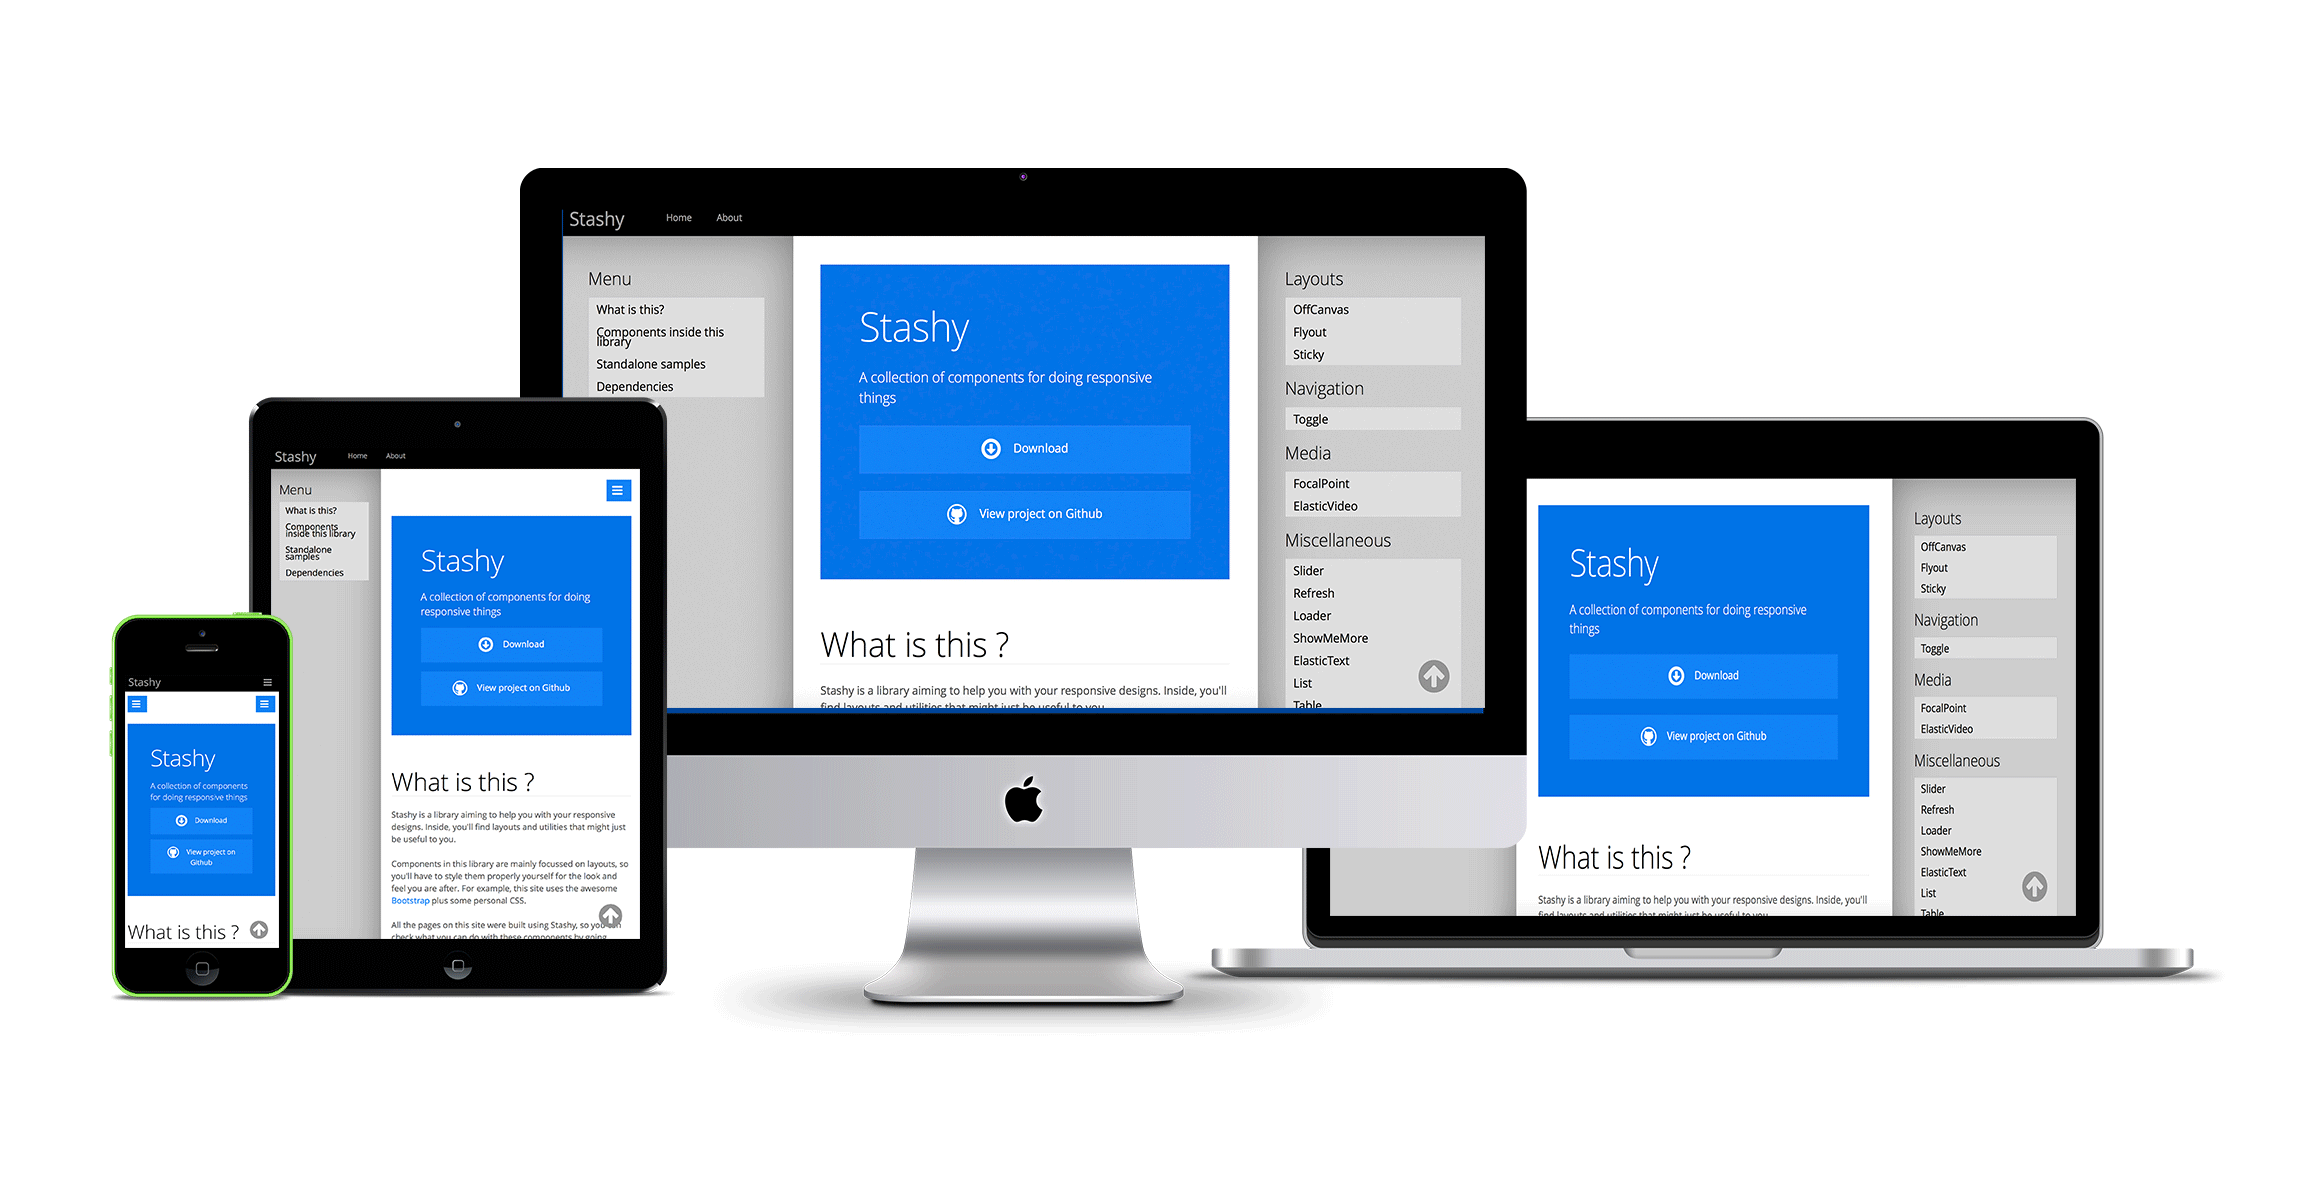 Stashy
Home
About
Menu
What is this?
Components inside this
library
Standalone samples
Dependencies
Stashy
A collection of components for doing responsive
things
Download
View project on Github
What is this ?
Stashy is a library aiming to help you with your responsive designs. Inside, you'll
find layouts and utilities that might just be useful to you.
Layouts
OffCanvas
Flyout
Sticky
Navigation
Toggle
Media
FocalPoint
ElasticVideo
Miscellaneous
Slider
Refresh
Loader
ShowMeMore
ElasticText
List
Table
Stashy
Home
About
Menu
What is this?
Components
inside this library
Standalone
samples
Dependencies
Stashy
A collection of components for doing
responsive things
Download
View project on Github
What is this ?
Stashy is a library aiming to help you with your responsive
designs. Inside, you'll find layouts and utilities that might just
be useful to you.
Components in this library are mainly focussed on layouts, so
you'll have to style them properly yourself for the look and
feel you are after. For example, this site uses the awesome
Bootstrap plus some personal CSS.
All the pages on this site were built using Stashy, so you can
check what you can do with these components by going
Stashy
Stashy
A collection of components
for doing responsive things
Download
View project on
Github
What is this ?
Stashy
A collection of components for doing responsive
things
Download
View project on Github
What is this ?
Stashy is a library aiming to help you with your responsive designs. Inside, you'll
find layouts and utilities that might just be useful to you.
Layouts
OffCanvas
Flyout
Sticky
Navigation
Toggle
Media
FocalPoint
ElasticVideo
Miscellaneous
Slider
Refresh
Loader
ShowMeMore
ElasticText
List
Table